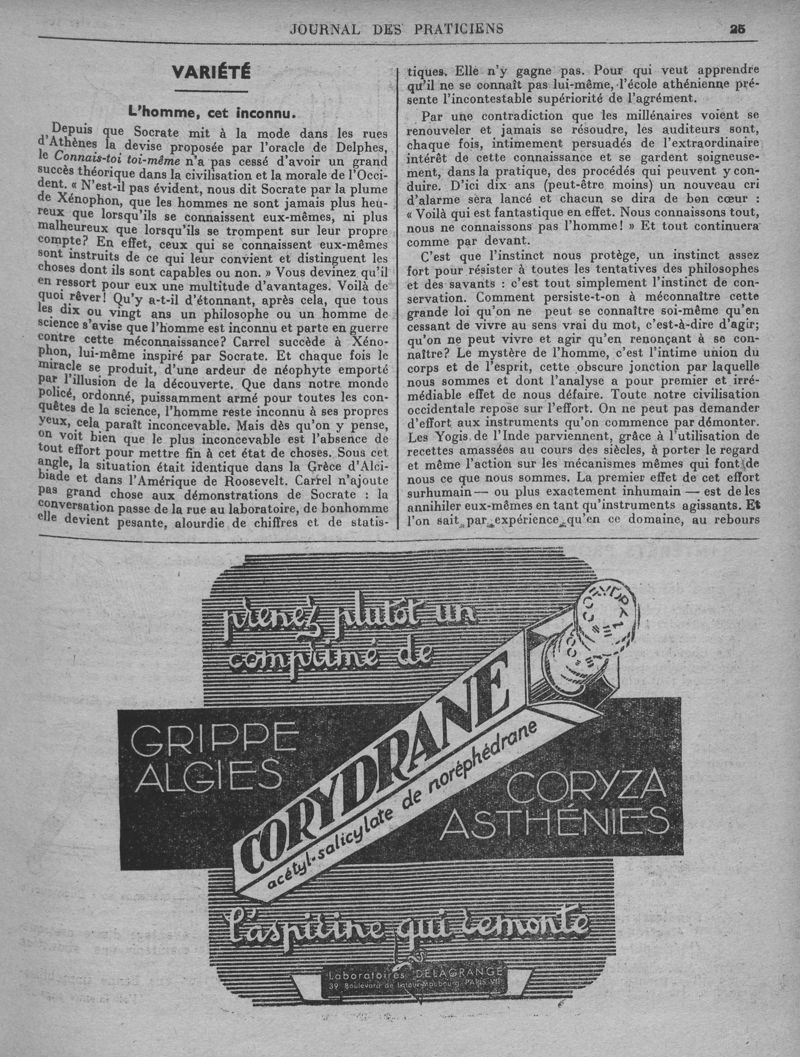 JOURNAL DES PRATICIENS
25
VARIÉTÉ
L'homme, cet inconnu.
Depuis que Socrate mit à la mode dans les rues
d'Athènes la devise proposée par l'oracle de Delphes,
le Connais-toi toi-même n'a pas cessé d'avoir un grand
succès théorique dans la civilisation et la morale de l'Occi-
dent. « N'est-il pas évident, nous dit Socrate par la plume
de Xénophon, que les hommes ne sont jamais plus heu-
reux que lorsqu'ils se connaissent eux-mêmes, ni plus
malheureux que lorsqu'ils se trompent sur leur propre
compte? En effet, ceux qui se connaissent eux-mêmes
sont instruits de ce qui leur convient et distinguent les
choses dont ils sont capables ou non. » Vous devinez qu'il
en ressort pour eux une multitude d'avantages. Voilà de
quoi rêver! Qu'y a-t-il d'étonnant, après cela, que tous
les dix ou vingt ans un philosophe ou un homme de
science s'avise que l'homme est inconnu et parte en guerre
contre cette méconnaissance? Carrel succède à Xéno-
phon, lui-même inspiré par Socrate. Et chaque fois le
miracle se produit, d'une ardeur de néophyte emporté
par l'illusion de la découverte. Que dans notre monde
policé, ordonné, puissamment armé pour toutes les con-
quêtes de la science, l'homme reste inconnu à ses propres
yeux, cela paraît inconcevable. Mais dès qu'on y pense,
on voit bien que le plus inconcevable est l'absence de
tout effort pour mettre fin à cet état de choses. Sous cet
angle, la situation était identique dans la Grèce d'Alci-
biade et dans l'Amérique de Roosevelt. Carrel n'ajoute
pas grand chose aux démonstrations de Socrate : la
conversation passe de la rue au laboratoire, de bonhomme
elle devient pesante, alourdie de chiffres et de statis-
tiques. Elle n'y gagne pas. Pour qui veut apprendre
qu'il ne se connaît pas lui-même, l'école athénienne pré-
sente l'incontestable supériorité de l'agrément.
Par une contradiction que les millénaires voient se
renouveler et jamais se résoudre, les auditeurs sont,
chaque fois, intimement persuadés de l'extraordinaire
intérêt de cette connaissance et se gardent soigneuse-
ment, dans la pratique, des procédés qui peuvent y con-
duire. D'ici dix ans (peut-être moins) un nouveau cri
d'alarme sera lancé et chacun se dira de bon cœur :
« Voilà qui est fantastique en effet. Nous connaissons tout,
nous ne connaissons pas l'homme! » Et tout continuera
comme par devant.
C'est que l'instinct nous protège, un instinct assez
fort pour résister à toutes les tentatives des philosophes
et des savants : c'est tout simplement l'instinct de con-
servation. Comment persiste-t-on à méconnaître cette
grande loi qu'on ne peut se connaître soi-même qu'en
cessant de vivre au sens vrai du mot, c'est-à-dire d'agir;
qu'on ne peut vivre et agir qu'en renonçant à se con-
naître? Le mystère de l'homme, c'est l'intime union du
corps et de l'esprit, cette obscure jonction par laquelle
nous sommes et dont l'analyse a pour premier et irré-
médiable effet de nous défaire. Toute notre civilisation
occidentale repose sur l'effort. On ne peut pas demander
d'effort aux instruments qu'on commence par démonter.
Les Yogis de l'Inde parviennent, grâce à l'utilisation de
recettes amassées au cours des siècles, à porter le regard
et même l'action sur les mécanismes mêmes qui font de
nous ce que nous sommes. La premier effet de cet effort
surhumain — ou plus exactement inhumain — est de les
annihiler eux-mêmes en tant qu'instruments agissants. Et
l'on sait par expérience qu'en ce domaine, au rebours
prenez plutôt un
comprimé de
CORYDRANE
GRIPPE
ALGIES
CORYDRANE
acétyl-salicylate de noréphédrane
CORYZA
ASTHÉNIES
l'aspirine qui remonte
Laboratoires DELAGRANGE
39 Boulevard de Latour-Maubourg. PARIS VII